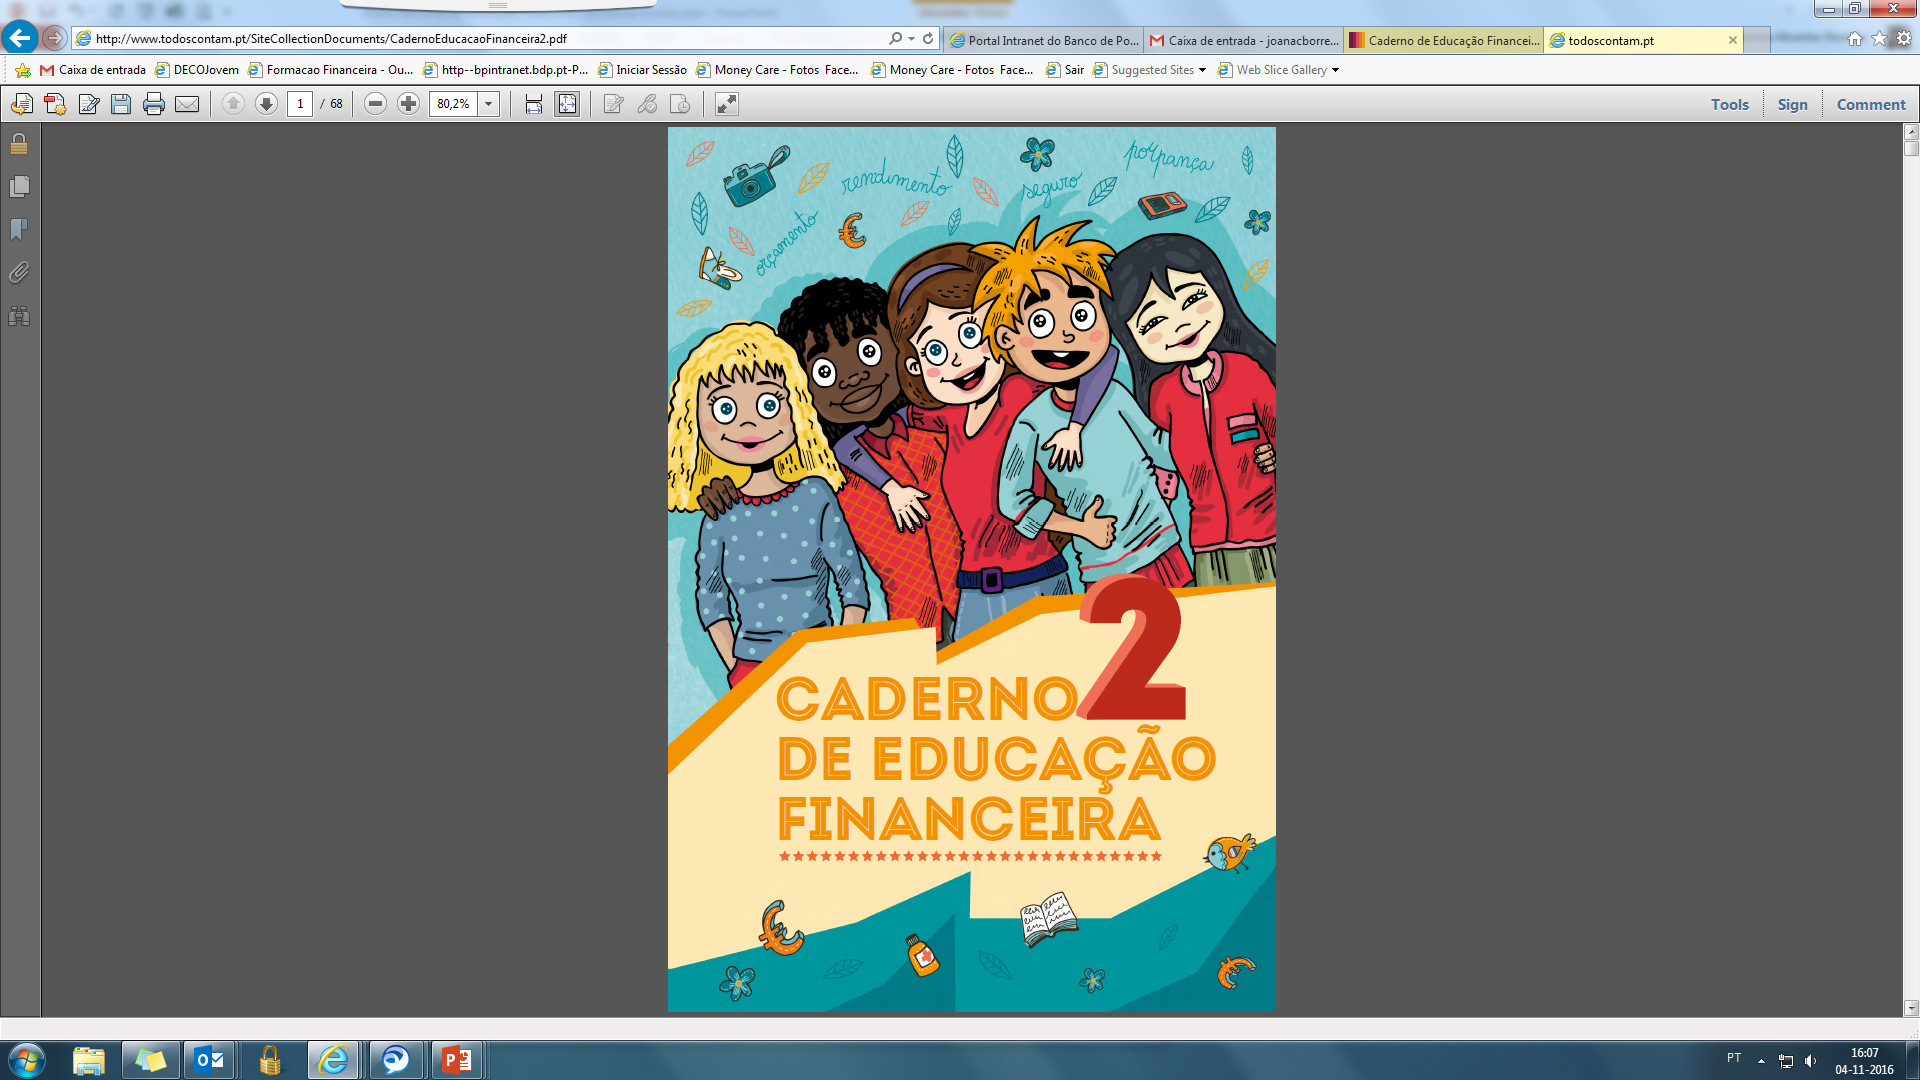 http://www.todoscontam.pt/SiteCollectionDocuments/CadernoEducacaoFinanceira2.pdf
Portal Intranet do Banco de Po...
Caixa de entrada - joanacborre...
Caderno de Educação Financei...
todoscontam.pt
Caixa de entrada
DECOJovem
Formacao Financeira - Ou...
http--bpintranet.bdp.pt-P...
Iniciar Sessão
Money Care - Fotos Face...
Money Care - Fotos Face...
Sair
Suggested Sites
Web Slice Gallery
1 / 68
80,2%
Tools
Sign
Comment
poupança
rendimento
seguro
orçamento
€
2
CADERNO
DE EDUCAÇÃO
FINANCEIRA
€
€
PT
16:07
04-11-2016